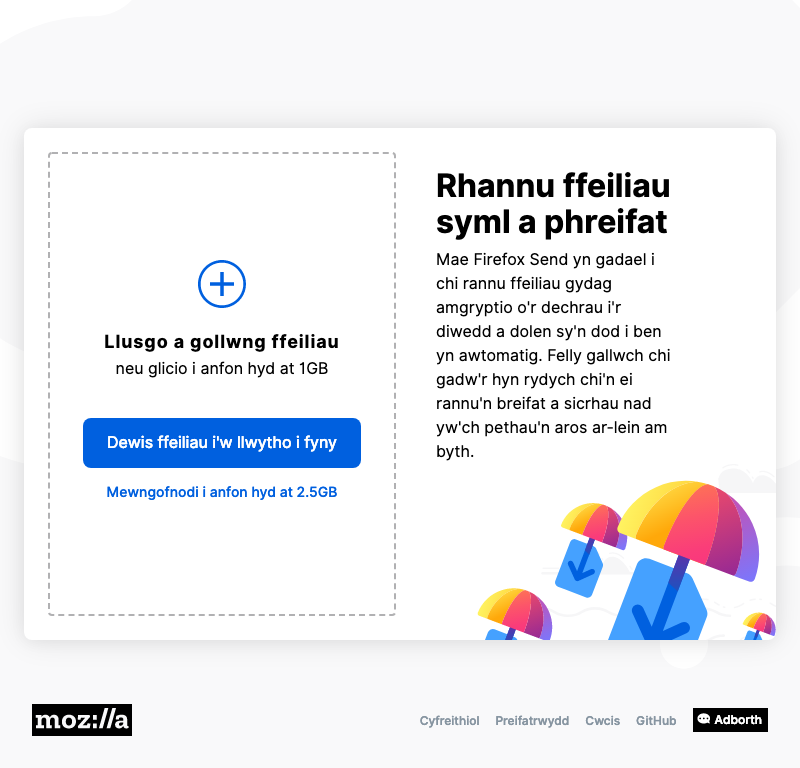 Llusgo a gollwng ffeiliau
neu glicio i anfon hyd at 1GB
Dewis ffeiliau i'w llwytho i fyny
Mewngofnodi i anfon hyd at 2.5GB
Rhannu ffeiliau
syml a phreifat
Mae Firefox Send yn gadael i
chi rannu ffeiliau gydag
amgryptio o'r dechrau i'r
diwedd a dolen sy'n dod i ben
yn awtomatig. Felly gallwch chi
gadw'r hyn rydych chi'n ei
rannu'n breifat a sicrhau nad
yw'ch pethau'n aros ar-lein am
byth.
moz://a
Cyfreithiol Preifatrwydd Cwcis GitHub Adborth